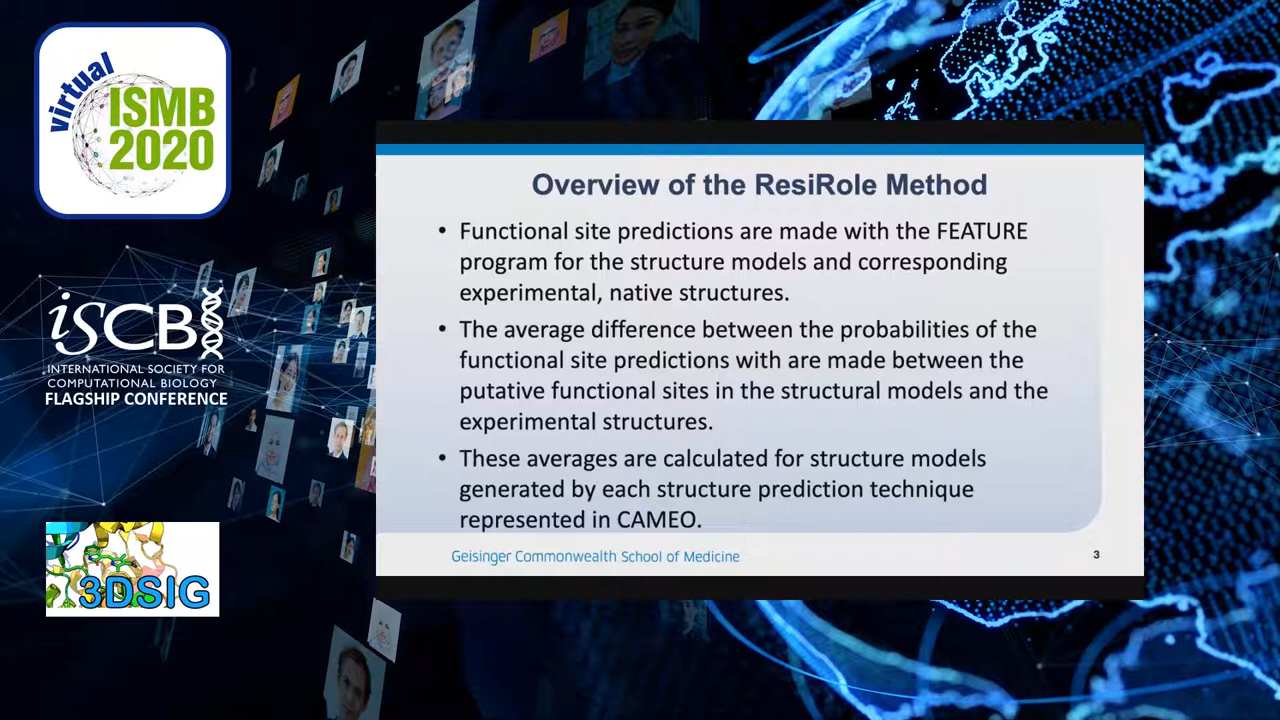 virtual
ISMB
2020
iSCB
INTERNATIONAL SOCIETY FOR
COMPUTATIONAL BIOLOGY
FLAGSHIP CONFERENCE
3DSIG
Overview of the ResiRole Method
• Functional site predictions are made with the FEATURE
program for the structure models and corresponding
experimental, native structures.
• The average difference between the probabilities of the
functional site predictions with are made between the
putative functional sites in the structural models and the
experimental structures.
• These averages are calculated for structure models
generated by each structure prediction technique
represented in CAMEO.
Geisinger Commonwealth School of Medicine
3